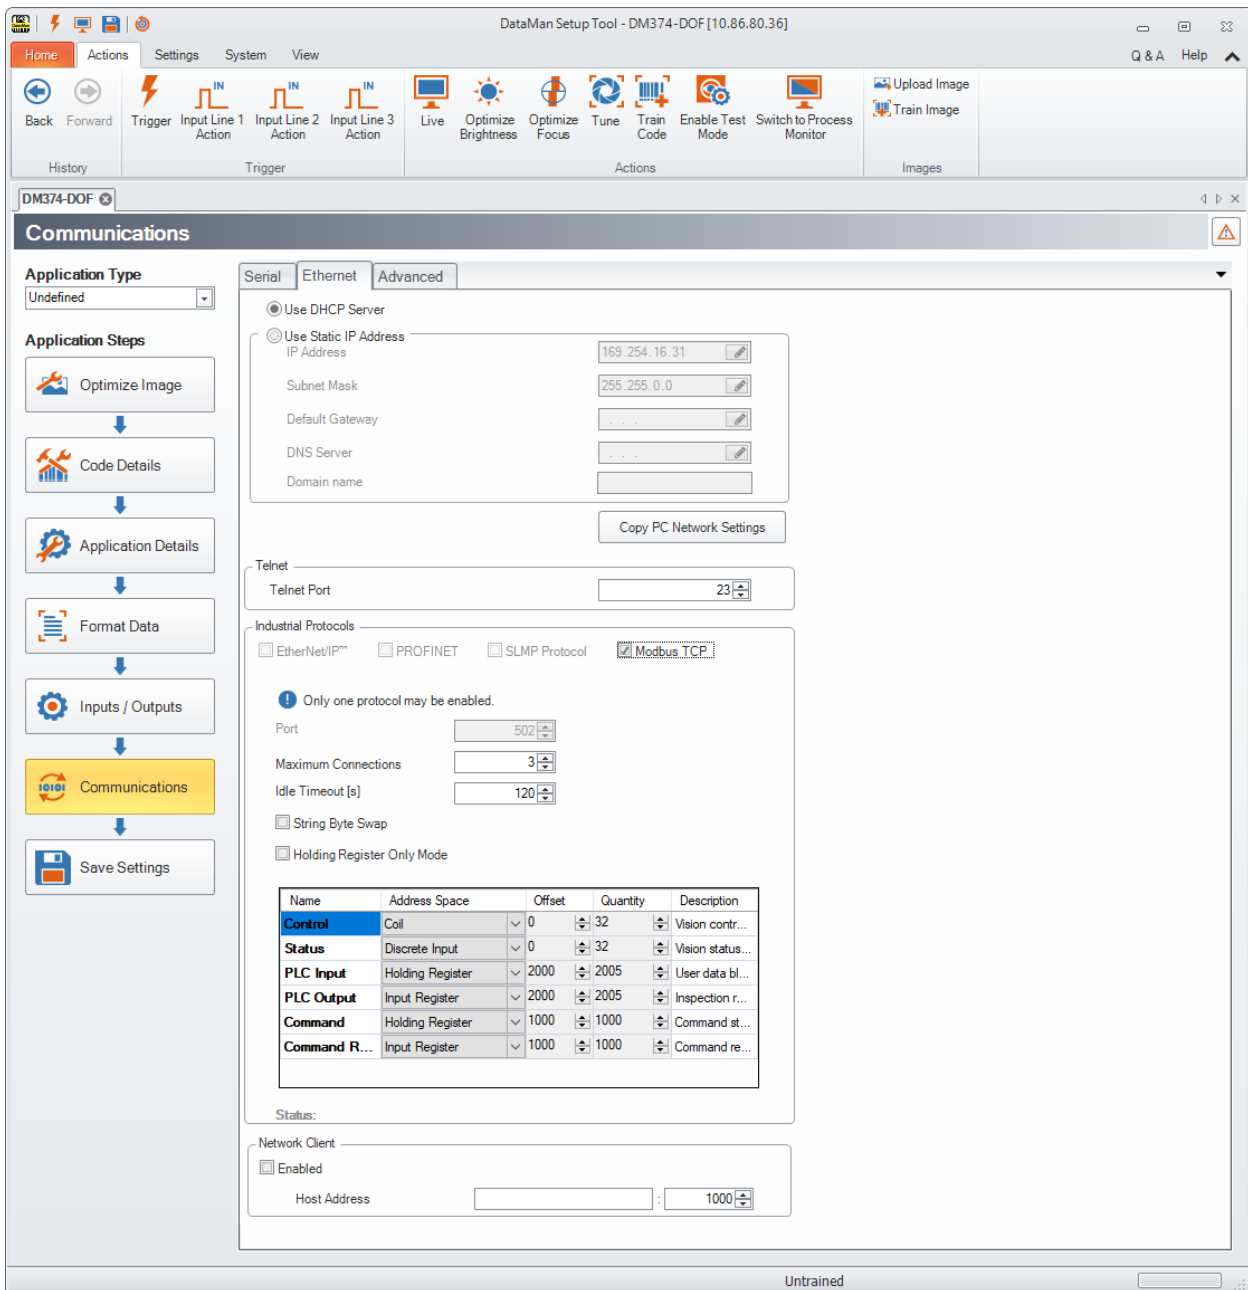 DataMan Setup Tool - DM374-DOF [10.86.80.36]
Home Actions Settings System View Q & A Help
Back Forward Trigger Input Line 1 Action Input Line 2 Action Input Line 3 Action Live Optimize Brightness Optimize Focus Tune Train Code Enable Test Mode Switch to Process Monitor Upload Image
Train Image
History Trigger Actions Images
DM374-DOF
Communications
Application Type
Undefined
Application Steps
Optimize Image
Code Details
Application Details
Format Data
Inputs / Outputs
Communications
Save Settings
Serial Ethernet Advanced
Use DHCP Server
Use Static IP Address
IP Address 169.254.16.31
Subnet Mask 255.255.0.0
Default Gateway . . .
DNS Server . . .
Domain name
Copy PC Network Settings
Telnet
Telnet Port 23
Industrial Protocols
EtherNet/IP™ PROFINET SLMP Protocol Modbus TCP
Only one protocol may be enabled.
Port 502
Maximum Connections 3
Idle Timeout [s] 120
String Byte Swap
Holding Register Only Mode
Name Address Space Offset Quantity Description
Control Coil 0 32 Vision contr...
Status Discrete Input 0 32 Vision status...
PLC Input Holding Register 2000 2005 User data bl...
PLC Output Input Register 2000 2005 Inspection r...
Command Holding Register 1000 1000 Command st...
Command R... Input Register 1000 1000 Command re...
Status:
Network Client
Enabled
Host Address : 1000
Untrained